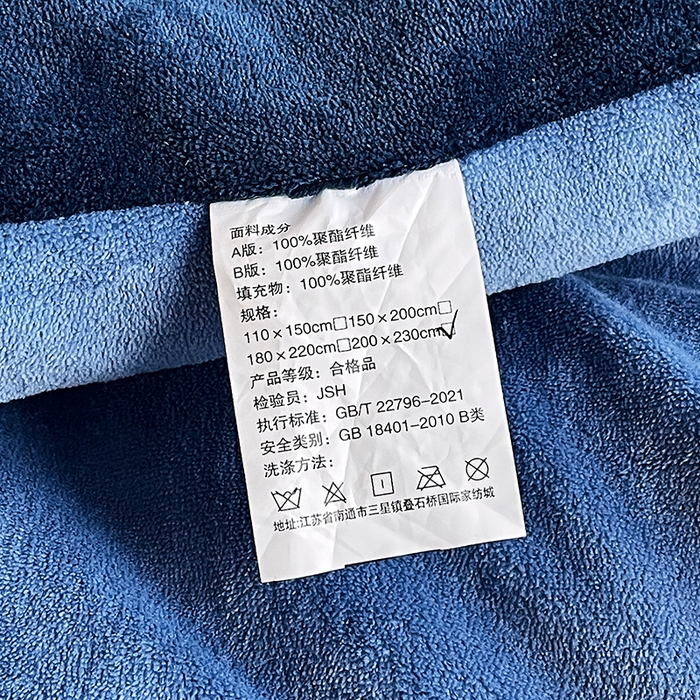 面料成分
A版：100%聚酯纤维
B版：100%聚酯纤维
填充物：100%聚酯纤维
规格：
110×150cm□150×200cm□
180×220cm□200×230cm☑
产品等级：合格品
检验员：JSH
执行标准：GB/T 22796-2021
安全类别：GB 18401-2010 B类
洗涤方法：
地址:江苏省南通市三星镇叠石桥国际家纺城